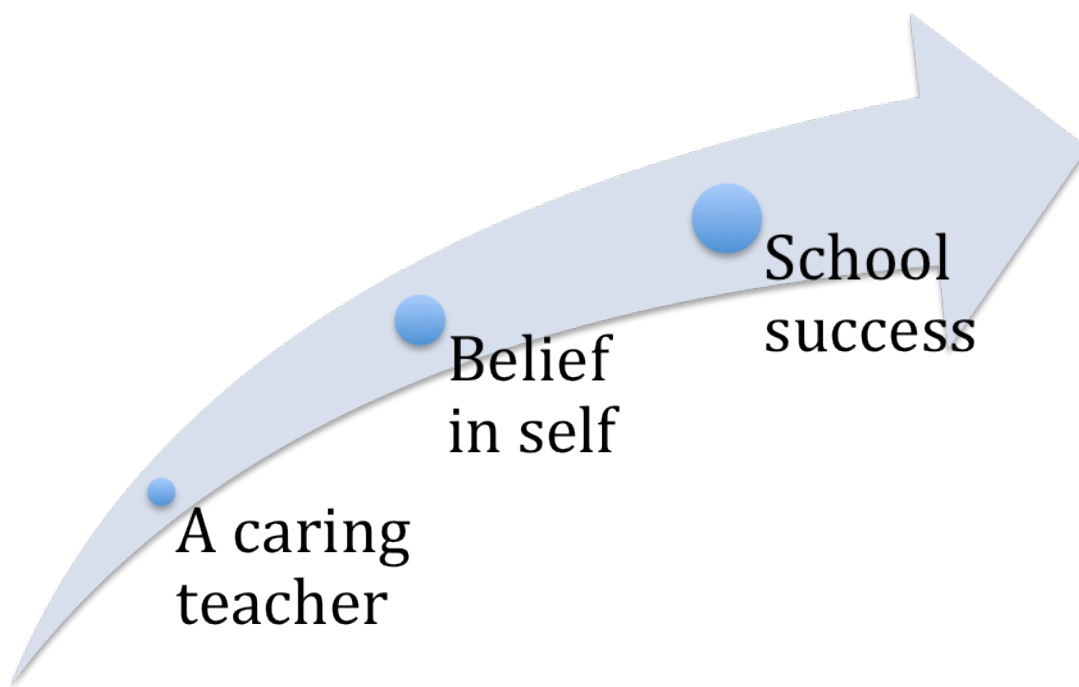 School
success
Belief
in self
A caring
teacher